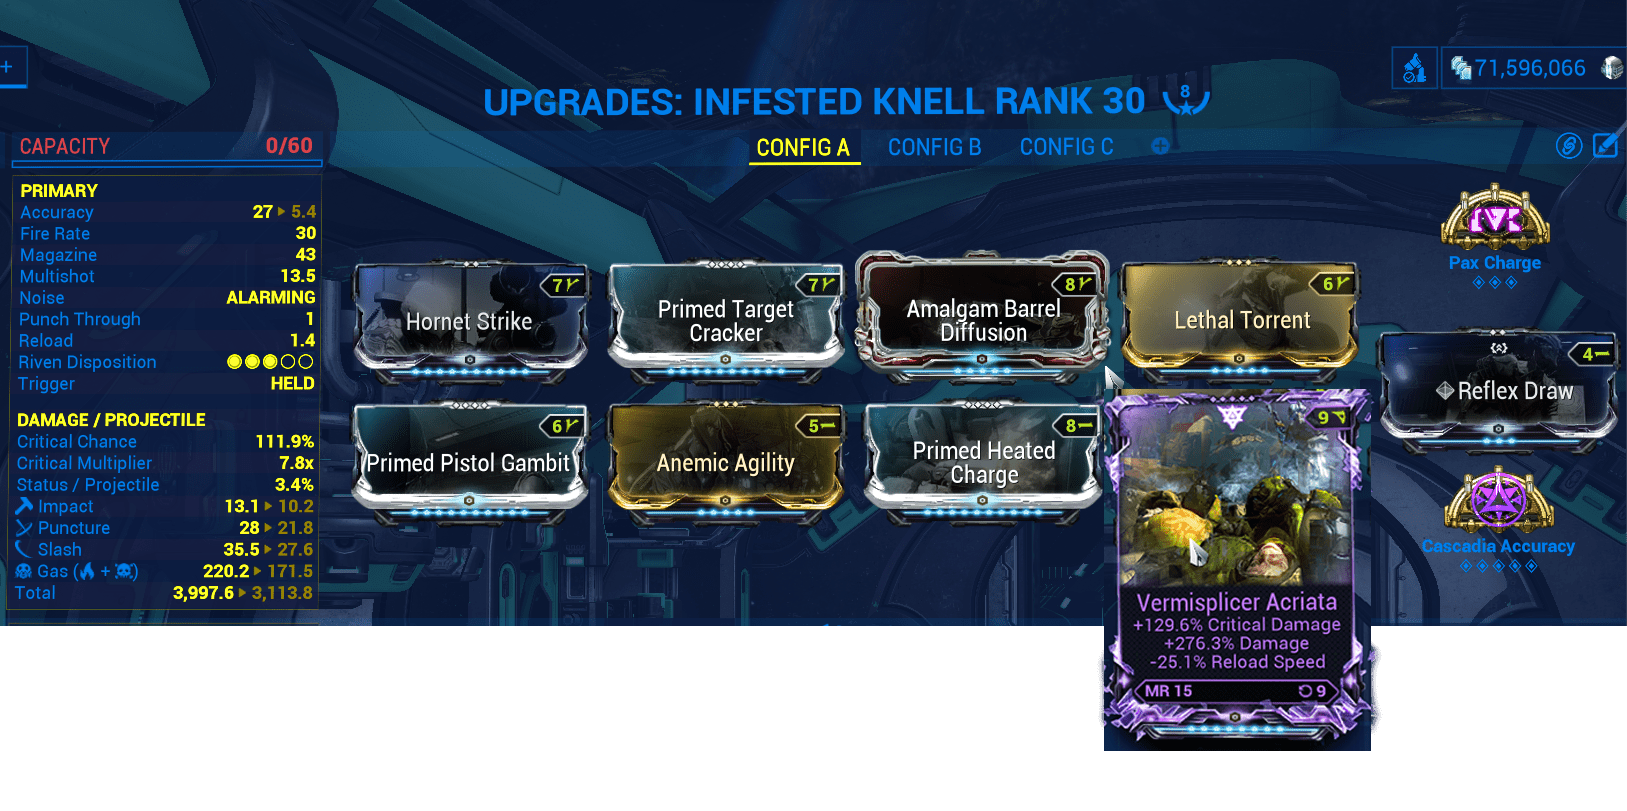 +
71,596,066
UPGRADES: INFESTED KNELL RANK 30
8
CAPACITY 0/60
CONFIG A CONFIG B CONFIG C
PRIMARY
Accuracy 27 ▸ 5.4
Fire Rate 30
Magazine 43
Multishot 13.5
Noise ALARMING
Punch Through 1
Reload 1.4
Riven Disposition
Trigger HELD
DAMAGE / PROJECTILE
Critical Chance 111.9%
Critical Multiplier 7.8x
Status / Projectile 3.4%
Impact 13.1 ▸ 10.2
Puncture 28 ▸ 21.8
Slash 35.5 ▸ 27.6
Gas ( + ) 220.2 ▸ 171.5
Total 3,997.6 ▸ 3,113.8
7
Hornet Strike
7
Primed Target
Cracker
8
Amalgam Barrel
Diffusion
6
Lethal Torrent
Pax Charge
4
Reflex Draw
6
Primed Pistol Gambit
5
Anemic Agility
8
Primed Heated
Charge
9
Vermisplicer Acriata
+129.6% Critical Damage
+276.3% Damage
-25.1% Reload Speed
MR 15 9
Cascadia Accuracy